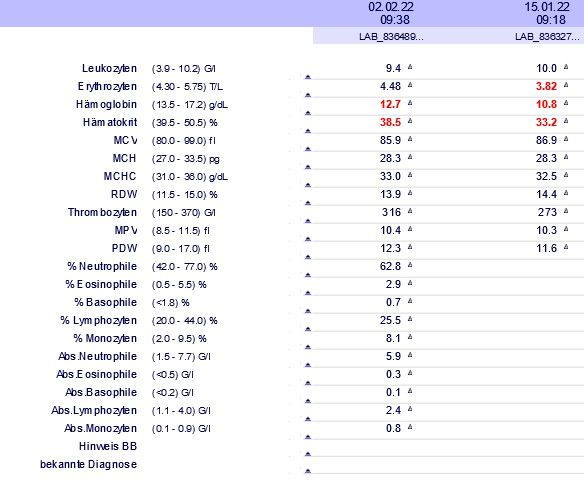 02.02.22 15.01.22
09:38 09:18
LAB_836489... LAB_836327...
Leukozyten (3.9 - 10.2) G/l 9.4 10.0
Erythrozyten (4.30 - 5.75) T/L 4.48 3.82
Hämoglobin (13.5 - 17.2) g/dL 12.7 10.8
Hämatokrit (39.5 - 50.5) % 38.5 33.2
MCV (80.0 - 99.0) fl 85.9 86.9
MCH (27.0 - 33.5) pg 28.3 28.3
MCHC (31.0 - 36.0) g/dL 33.0 32.5
RDW (11.5 - 15.0) % 13.9 14.4
Thrombozyten (150 - 370) G/l 316 273
MPV (8.5 - 11.5) fl 10.4 10.3
PDW (9.0 - 17.0) fl 12.3 11.6
% Neutrophile (42.0 - 77.0) % 62.8
% Eosinophile (0.5 - 5.5) % 2.9
% Basophile (<1.8) % 0.7
% Lymphozyten (20.0 - 44.0) % 25.5
% Monozyten (2.0 - 9.5) % 8.1
Abs.Neutrophile (1.5 - 7.7) G/l 5.9
Abs.Eosinophile (<0.5) G/l 0.3
Abs.Basophile (<0.2) G/l 0.1
Abs.Lymphozyten (1.1 - 4.0) G/l 2.4
Abs.Monozyten (0.1 - 0.9) G/l 0.8
Hinweis BB
bekannte Diagnose